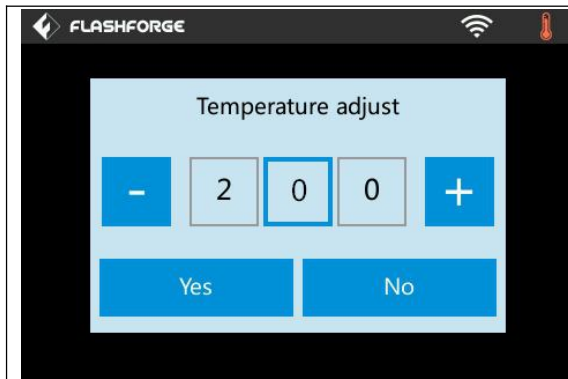 FLASHFORGE
Temperature adjust
- 2 0 0 +
Yes No